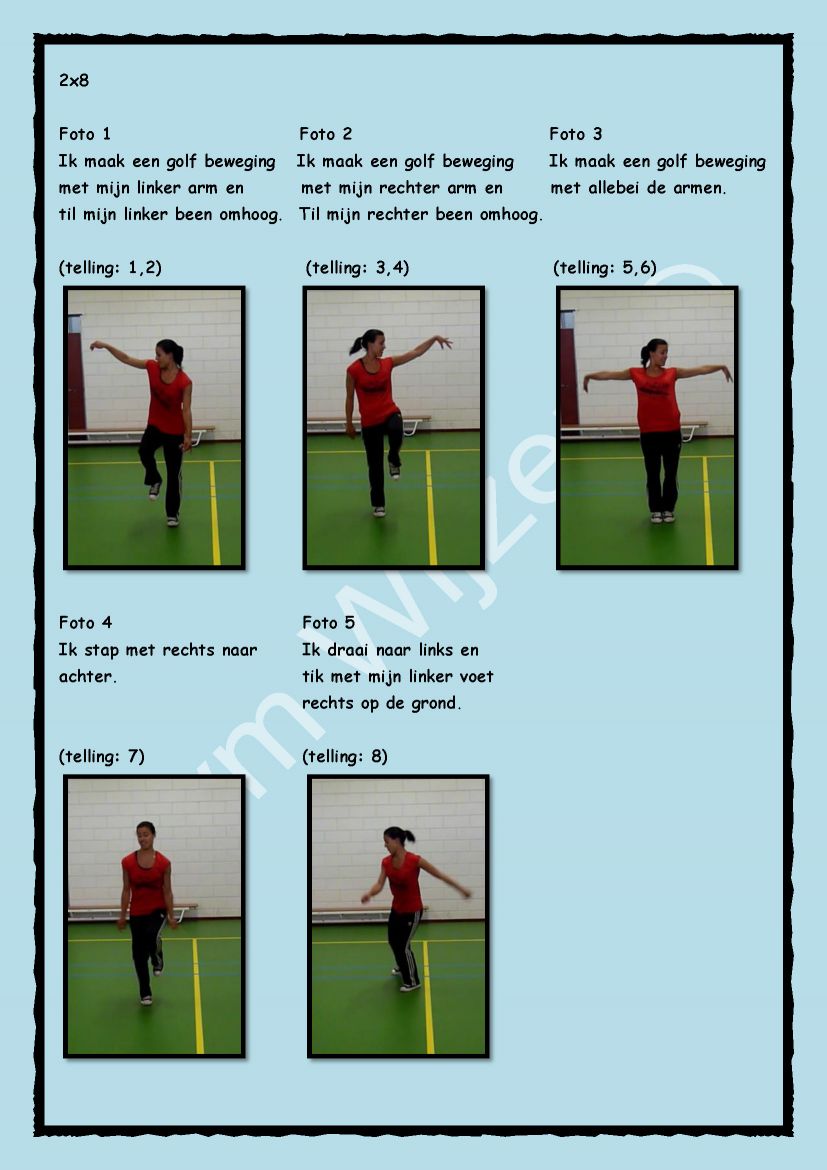 2x8
Foto 1
Ik maak een golf beweging
met mijn linker arm en
til mijn linker been omhoog.
(telling: 1,2)
Foto 2
Ik maak een golf beweging
met mijn rechter arm en
Til mijn rechter been omhoog.
(telling: 3,4)
Foto 3
Ik maak een golf beweging
met allebei de armen.
(telling: 5,6)
Foto 4
Ik stap met rechts naar
achter.
(telling: 7)
Foto 5
Ik draai naar links en
tik met mijn linker voet
rechts op de grond.
(telling: 8)